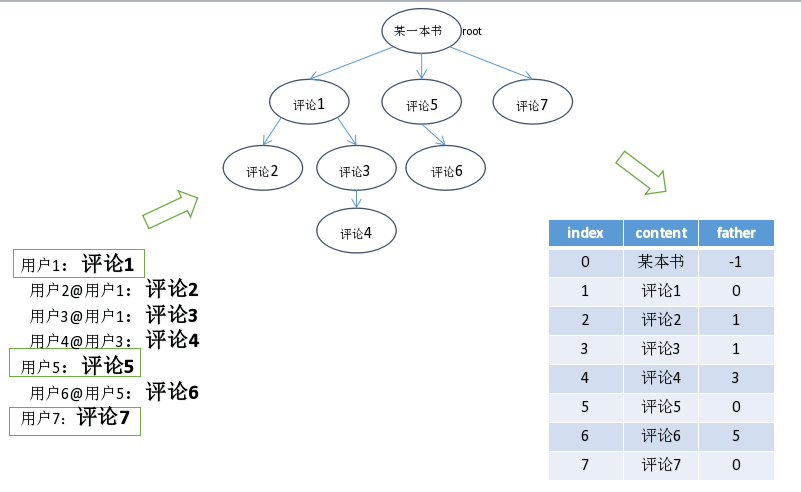 某一本书 root
评论1 评论5 评论7
评论2 评论3 评论6
评论4
用户1： 评论1
用户2@用户1： 评论2
用户3@用户1： 评论3
用户4@用户3： 评论4
用户5： 评论5
用户6@用户5： 评论6
用户7: 评论7
index content father
0 某本书 -1
1 评论1 0
2 评论2 1
3 评论3 1
4 评论4 3
5 评论5 0
6 评论6 5
7 评论7 0